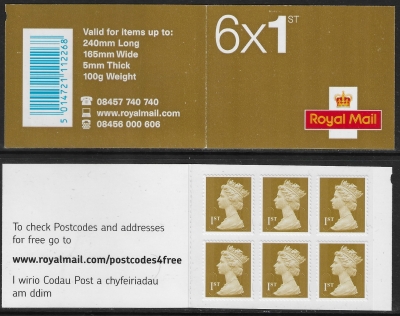 Valid for items up to:
240mm Long
165mm Wide
5mm Thick
100g Weight
08457 740 740
www.royalmail.com
08456 000 606
5 014721 112268
6x1ST
Royal Mail
To check Postcodes and addresses
for free go to
www.royalmail.com/postcodes4free
I wirio Codau Post a chyfeiriadau
am ddim
1ST
1ST
1ST
1ST
1ST
1ST